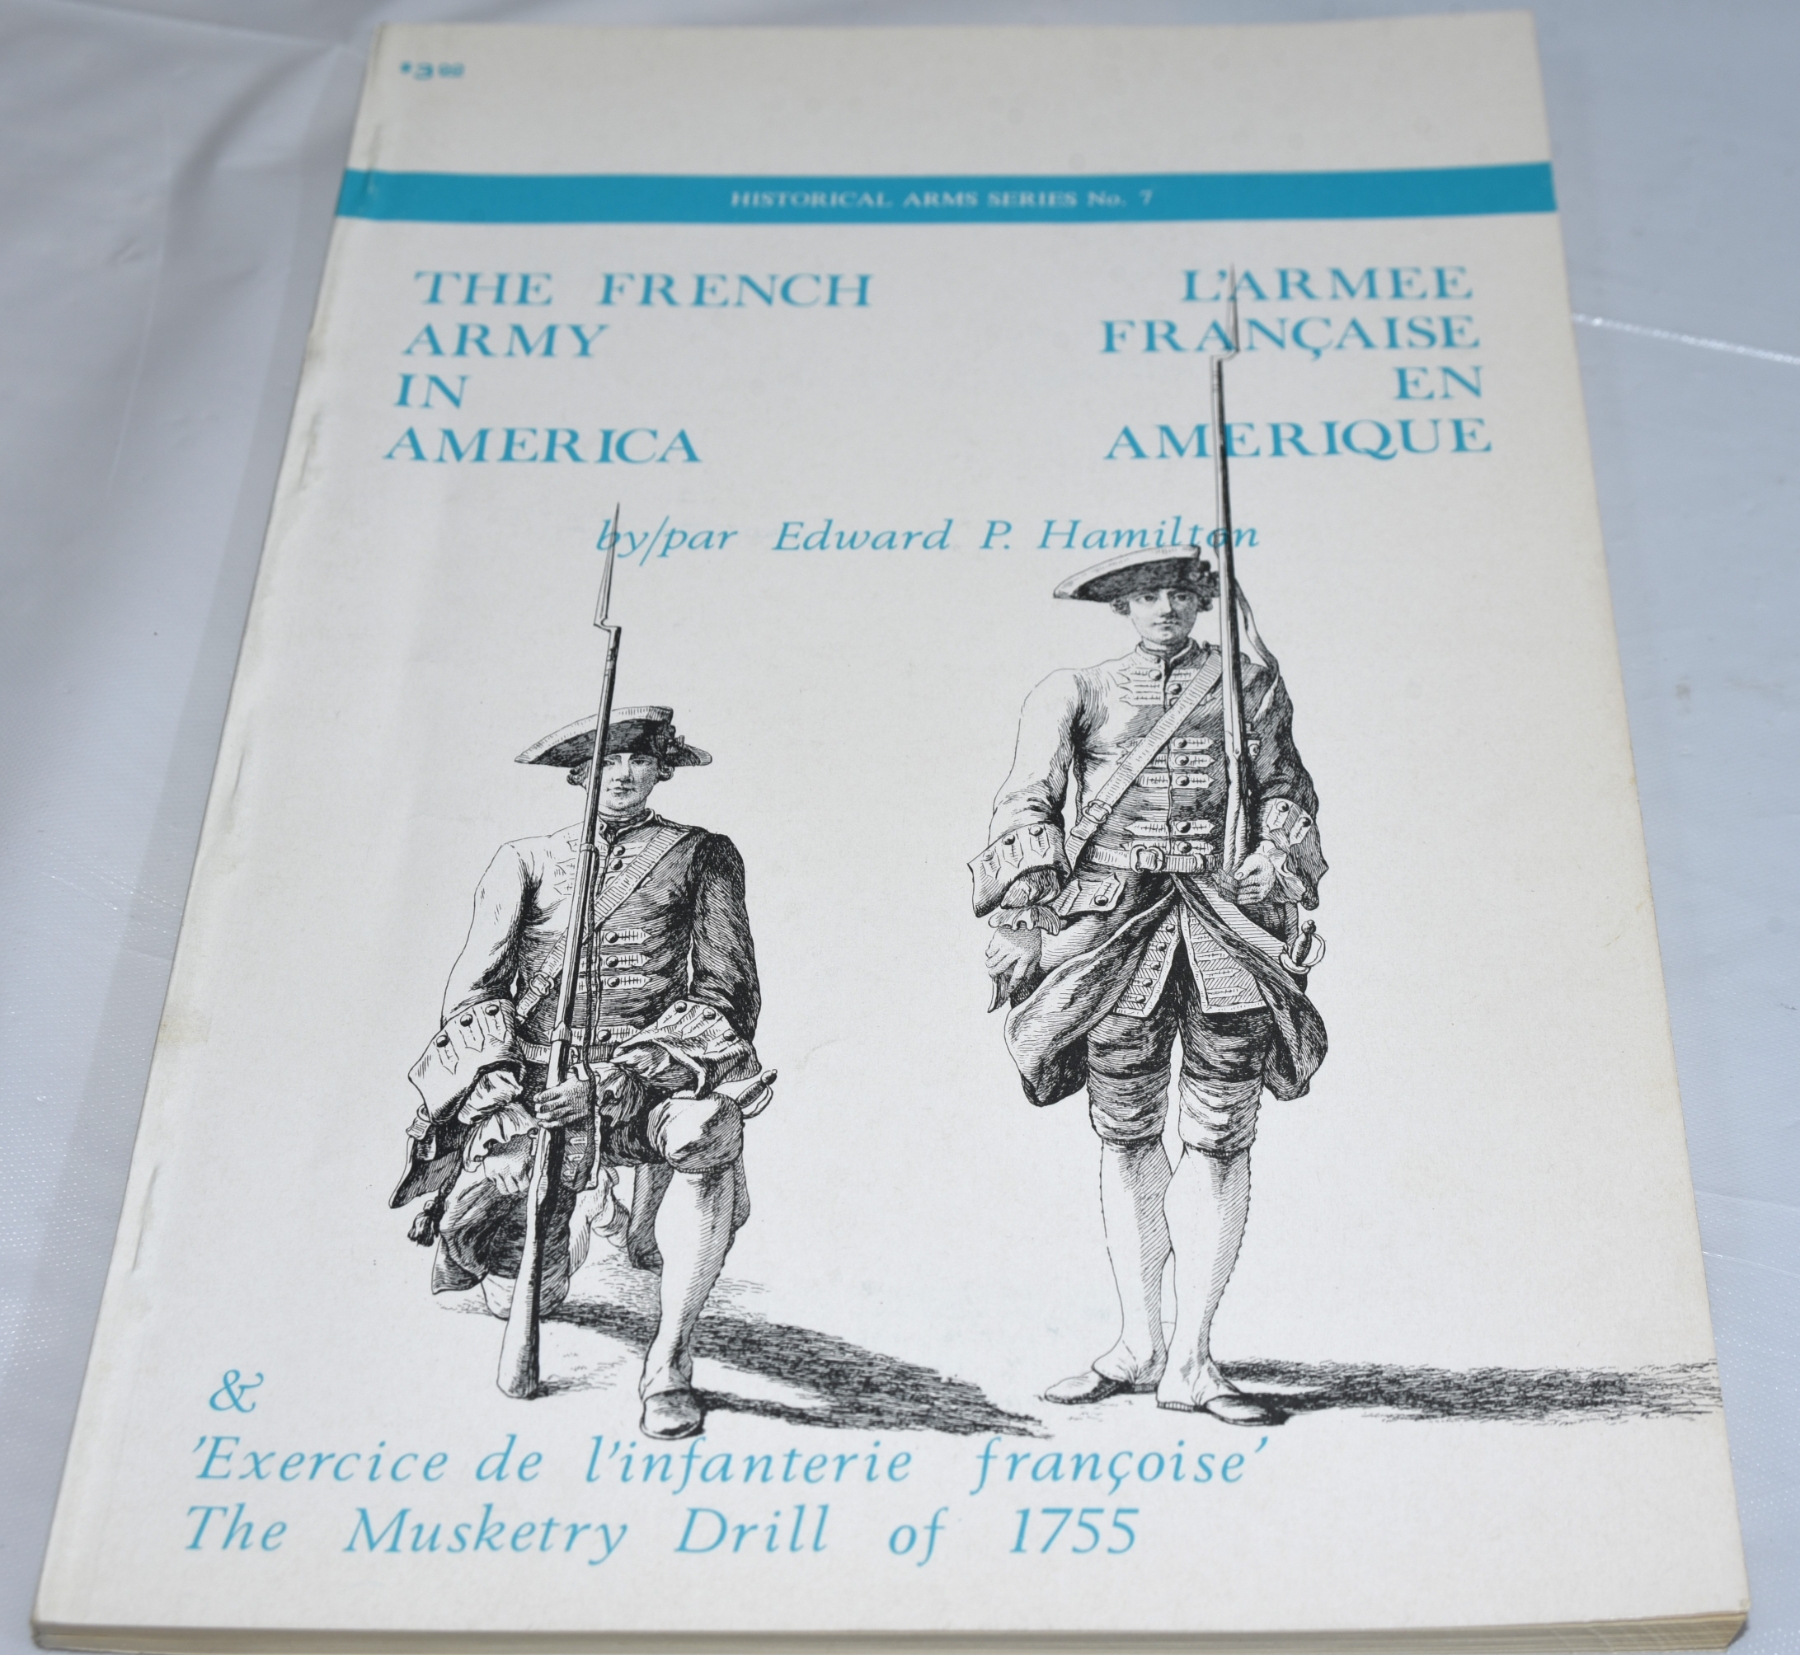 $3.00
HISTORICAL ARMS SERIES No. 7
THE FRENCH
ARMY
IN
AMERICA
L'ARMEE
FRANÇAISE
EN
AMERIQUE
by/par Edward P. Hamilton
&
'Exercice de l'infanterie françoise'
The Musketry Drill of 1755